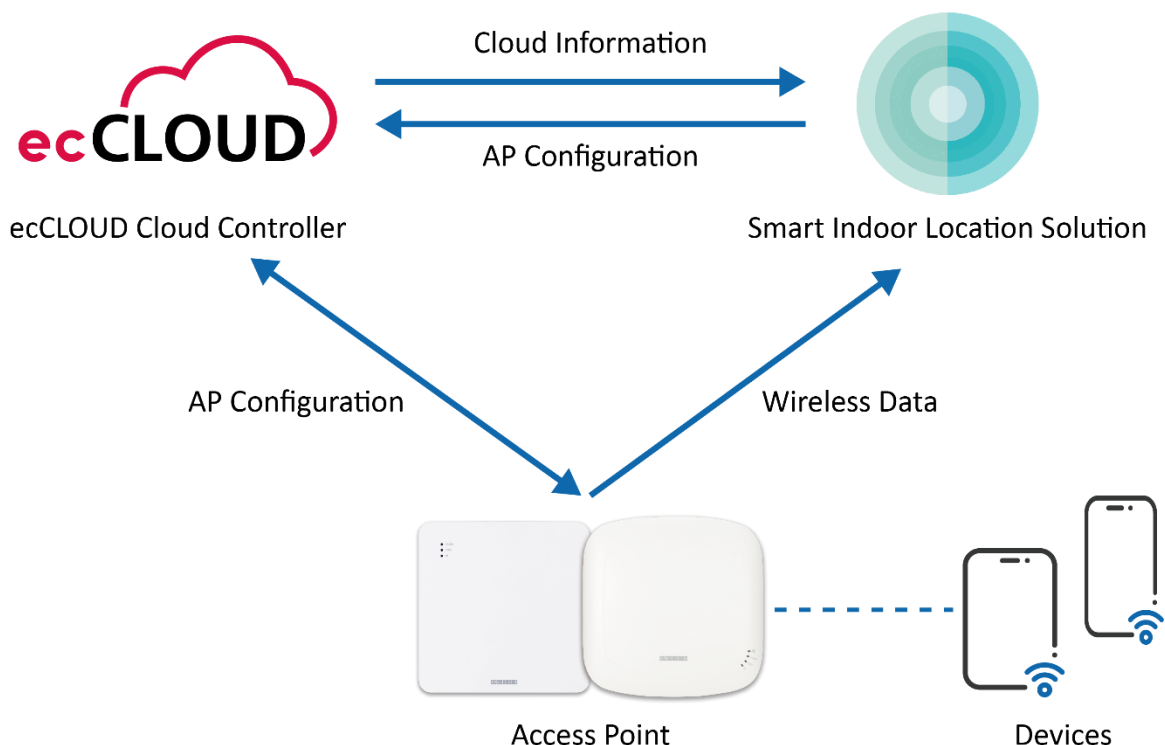 Cloud Information
ecCLOUD
AP Configuration
ecCLOUD Cloud Controller
Smart Indoor Location Solution
AP Configuration
Wireless Data
Access Point
Devices